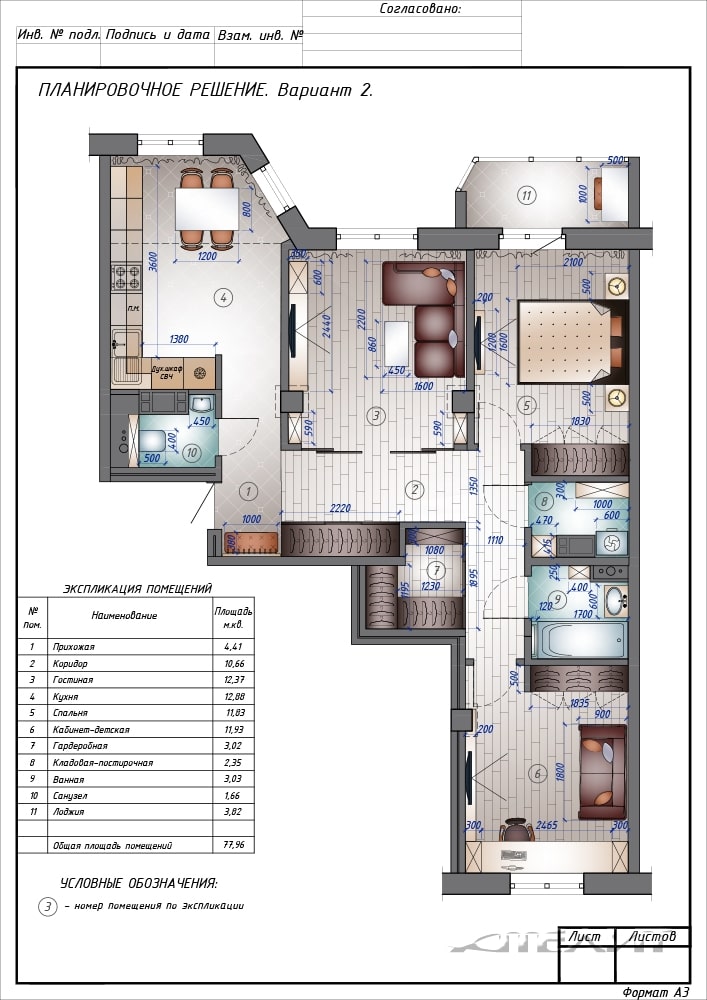 Согласовано:
Инв. № подл. Подпись и дата Взам. инв. №
ПЛАНИРОВОЧНОЕ РЕШЕНИЕ. Вариант 2.
500
1000
11
800
1200
3600
4
п.м.
1380
Дух.шкаф
СВЧ
450
400
500
10
350
600
2440
2200
860
450
1600
3
590
590
2100
500
200
1200
1600
500
5
1830
1
1000
380
2220
2
1350
1110
1895
1080
7
1230
1195
8
300
1000
470
600
415
250
9
400
600
120
1700
500
1835
900
200
1800
6
300
2465
300
ЭКСПЛИКАЦИЯ ПОМЕЩЕНИЙ
№ пом. Наименование Площадь м.кв.
1 Прихожая 4,41
2 Коридор 10,66
3 Гостиная 12,37
4 Кухня 12,88
5 Спальня 11,83
6 Кабинет-детская 11,93
7 Гардеробная 3,02
8 Кладовая-постирочная 2,35
9 Ванная 3,03
10 Санузел 1,66
11 Лоджия 3,82
Общая площадь помещений 77,96
УСЛОВНЫЕ ОБОЗНАЧЕНИЯ:
3 - номер помещения по экспликации
Лист Листов
Формат А3